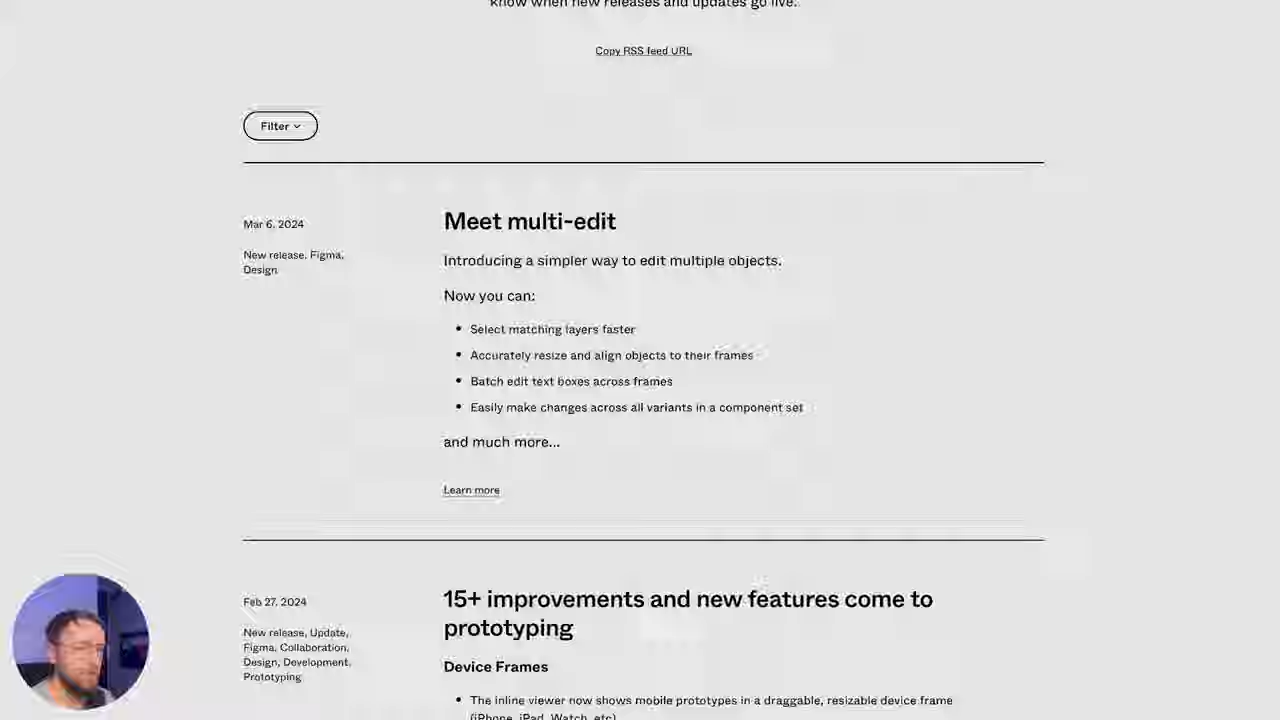 know when new releases and updates go live.
Copy RSS feed URL
Filter
Mar 6, 2024
New release, Figma,
Design
Meet multi-edit
Introducing a simpler way to edit multiple objects.
Now you can:
• Select matching layers faster
• Accurately resize and align objects to their frames
• Batch edit text boxes across frames
• Easily make changes across all variants in a component set
and much more...
Learn more
Feb 27, 2024
New release, Update,
Figma, Collaboration,
Design, Development,
Prototyping
15+ improvements and new features come to
prototyping
Device Frames
• The inline viewer now shows mobile prototypes in a draggable, resizable device frame
(iPhone, iPad, Watch, etc)